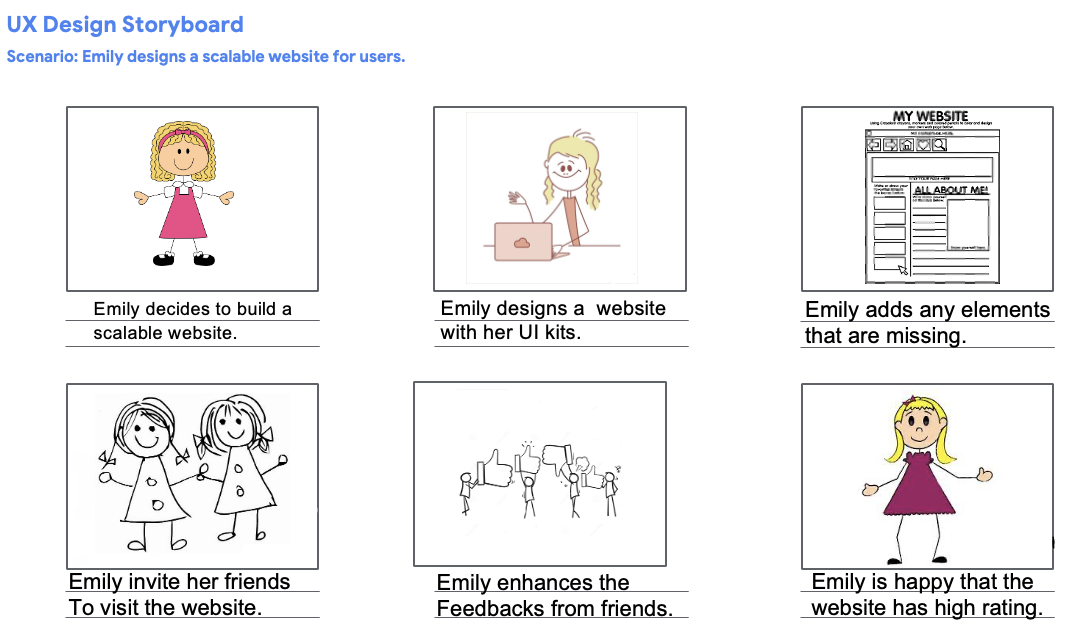 UX Design Storyboard
Scenario: Emily designs a scalable website for users.
MY WEBSITE
ALL ABOUT ME!
Emily decides to build a
scalable website.
Emily designs a website
with her UI kits.
Emily adds any elements
that are missing.
Emily invite her friends
To visit the website.
Emily enhances the
Feedbacks from friends.
Emily is happy that the
website has high rating.